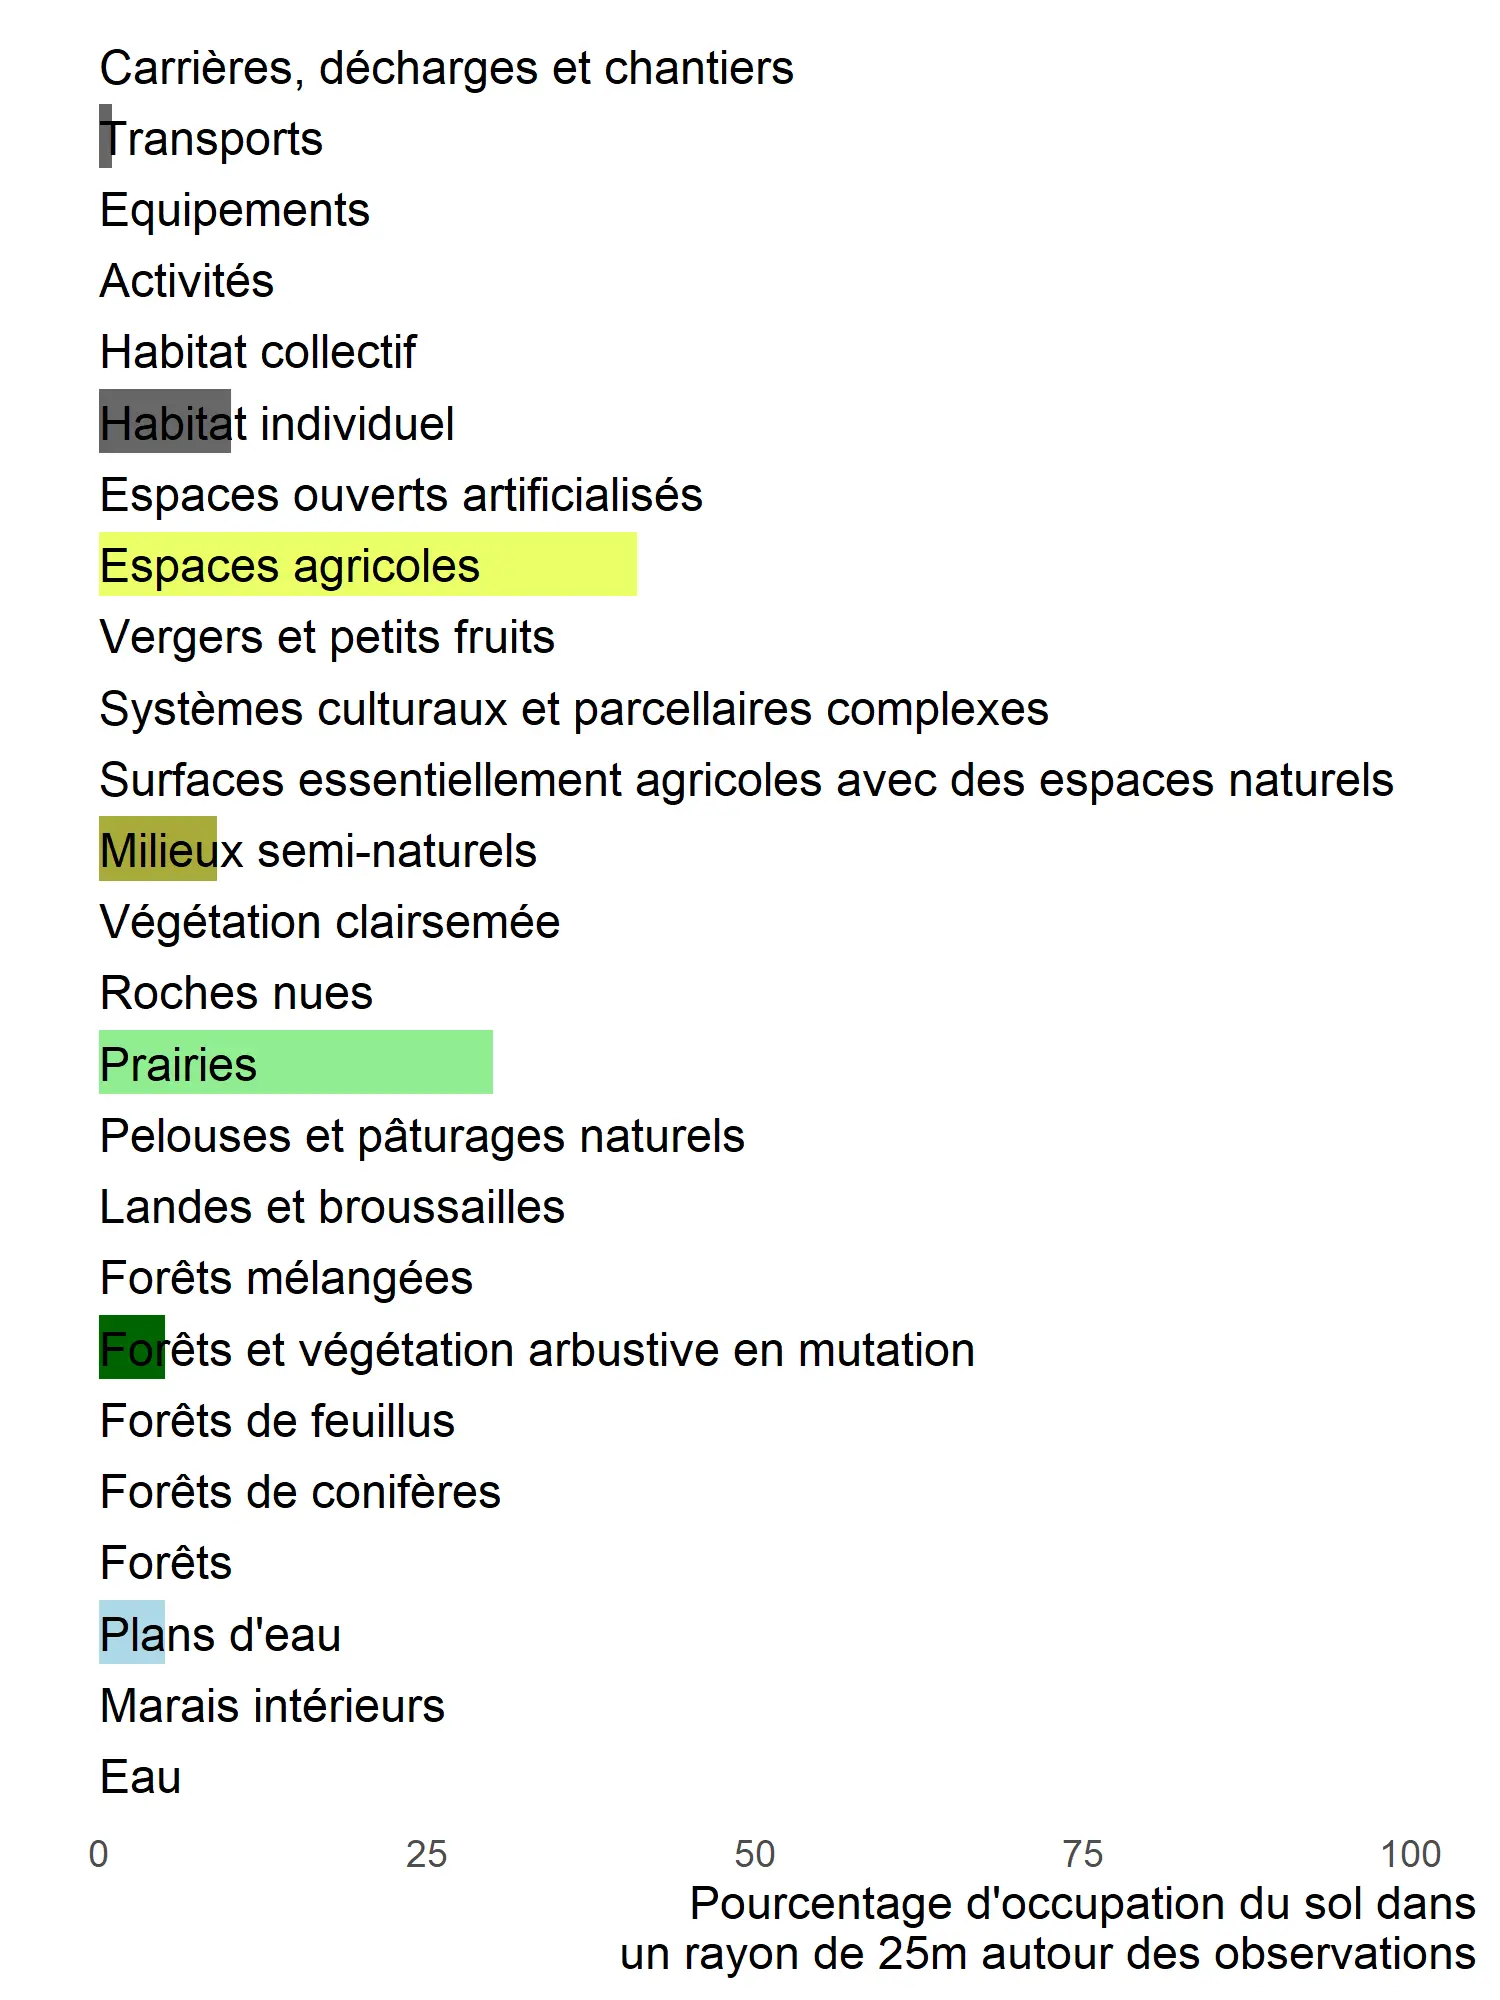 Carrières, décharges et chantiers
Transports
Equipements
Activités
Habitat collectif
Habitat individuel
Espaces ouverts artificialisés
Espaces agricoles
Vergers et petits fruits
Systèmes culturaux et parcellaires complexes
Surfaces essentiellement agricoles avec des espaces naturels
Milieux semi-naturels
Végétation clairsemée
Roches nues
Prairies
Pelouses et pâturages naturels
Landes et broussailles
Forêts mélangées
Forêts et végétation arbustive en mutation
Forêts de feuillus
Forêts de conifères
Forêts
Plans d'eau
Marais intérieurs
Eau
0 25 50 75 100
Pourcentage d'occupation du sol dans
un rayon de 25m autour des observations